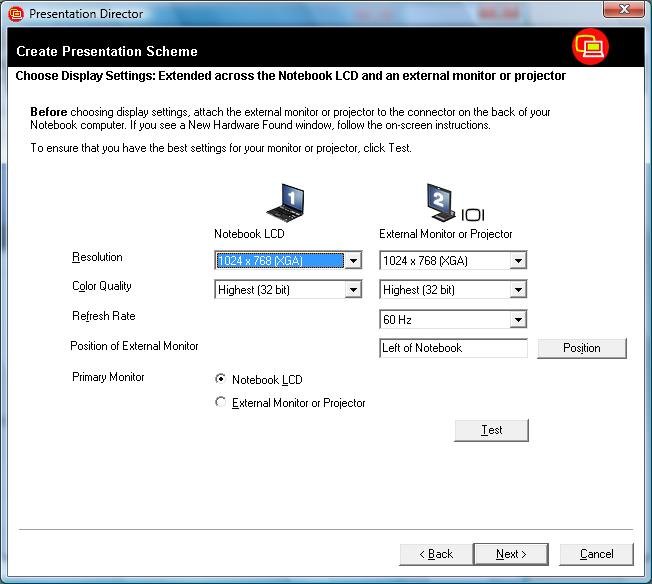 Presentation Director
Create Presentation Scheme
Choose Display Settings: Extended across the Notebook LCD and an external monitor or projector
Before choosing display settings, attach the external monitor or projector to the connector on the back of your
Notebook computer. If you see a New Hardware Found window, follow the on-screen instructions.
To ensure that you have the best settings for your monitor or projector, click Test.
1 2
Notebook LCD External Monitor or Projector
Resolution 1024 x 768 (XGA) 1024 x 768 (XGA)
Color Quality Highest (32 bit) Highest (32 bit)
Refresh Rate 60 Hz
Position of External Monitor Left of Notebook Position
Primary Monitor Notebook LCD
External Monitor or Projector
Test
< Back Next > Cancel